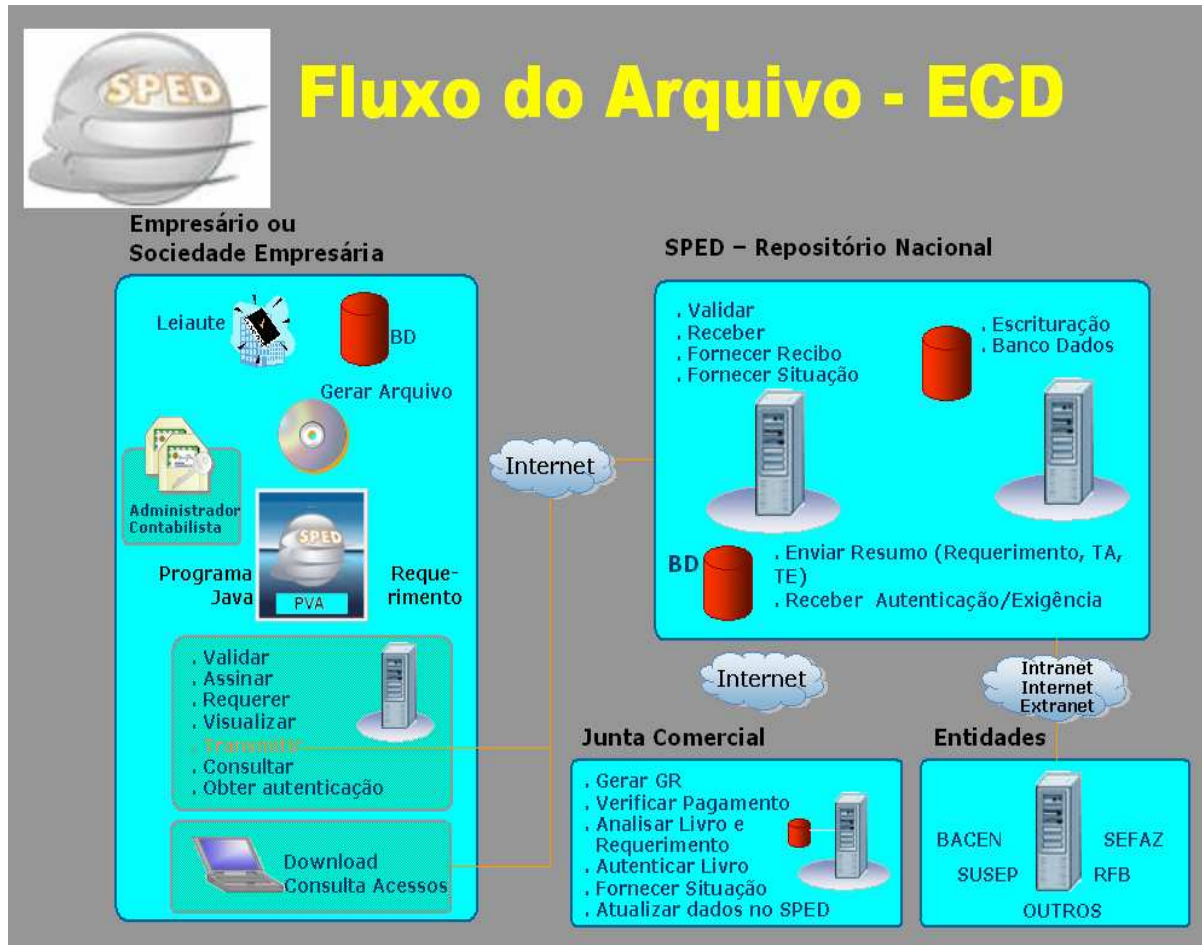 SPED
Fluxo do Arquivo - ECD
Empresário ou
Sociedade Empresária
Leiaute
BD
Gerar Arquivo
Administrador
Contabilista
SPED
Programa
Java
PVA
Reque-
rimento
. Validar
. Assinar
. Requerer
. Visualizar
. Transmitir
. Consultar
. Obter autenticação
Download
Consulta Acessos
Internet
SPED – Repositório Nacional
. Validar
. Receber
. Fornecer Recibo
. Fornecer Situação
. Escrituração
. Banco Dados
BD
. Enviar Resumo (Requerimento, TA,
TE)
. Receber Autenticação/Exigência
Internet
Intranet
Internet
Extranet
Junta Comercial
. Gerar GR
. Verificar Pagamento
. Analisar Livro e
Requerimento
. Autenticar Livro
. Fornecer Situação
. Atualizar dados no SPED
Entidades
BACEN
SEFAZ
SUSEP
RFB
OUTROS